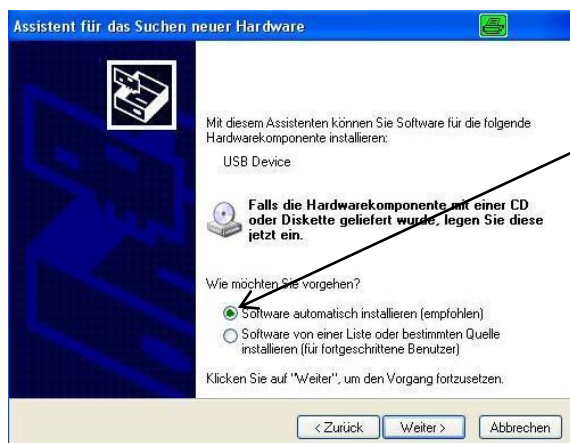 Assistent für das Suchen neuer Hardware
Mit diesem Assistenten können Sie Software für die folgende
Hardwarekomponente installieren:
USB Device
Falls die Hardwarekomponente mit einer CD
oder Diskette geliefert wurde, legen Sie diese
jetzt ein.
Wie möchten Sie vorgehen?
Software automatisch installieren (empfohlen)
Software von einer Liste oder bestimmten Quelle
installieren (für fortgeschrittene Benutzer)
Klicken Sie auf "Weiter", um den Vorgang fortzusetzen.
< Zurück Weiter > Abbrechen